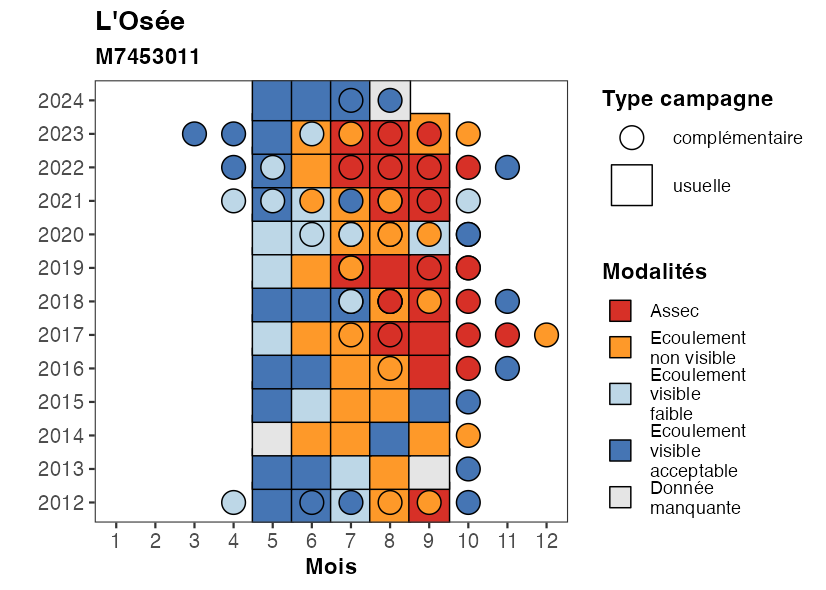 L'Osée
M7453011
2024
2023
2022
2021
2020
2019
2018
2017
2016
2015
2014
2013
2012
1 2 3 4 5 6 7 8 9 10 11 12
Mois
Type campagne
complémentaire
usuelle
Modalités
Assec
Ecoulement
non visible
Ecoulement
visible
faible
Ecoulement
visible
acceptable
Donnée
manquante